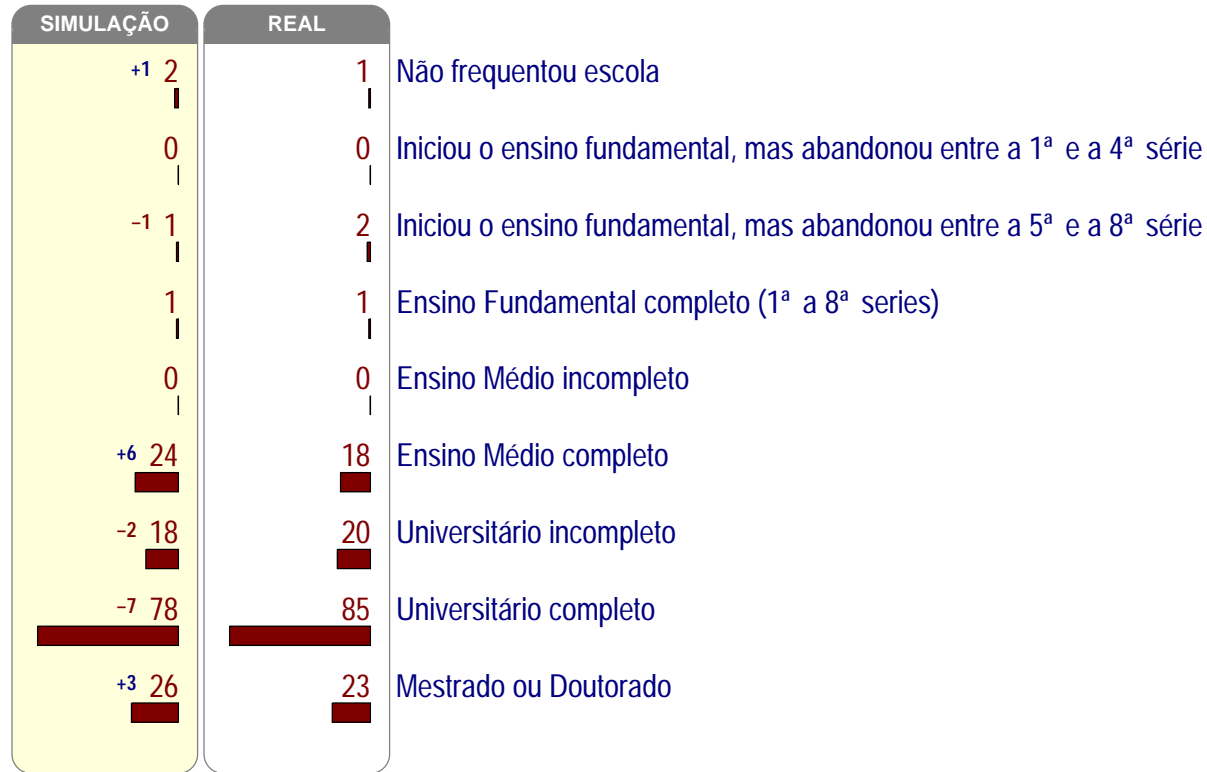 SIMULAÇÃO REAL
+1 2 1 Não frequentou escola
0 0 Iniciou o ensino fundamental, mas abandonou entre a 1ª e a 4ª série
−1 1 2 Iniciou o ensino fundamental, mas abandonou entre a 5ª e a 8ª série
1 1 Ensino Fundamental completo (1ª a 8ª series)
0 0 Ensino Médio incompleto
+6 24 18 Ensino Médio completo
−2 18 20 Universitário incompleto
−7 78 85 Universitário completo
+3 26 23 Mestrado ou Doutorado